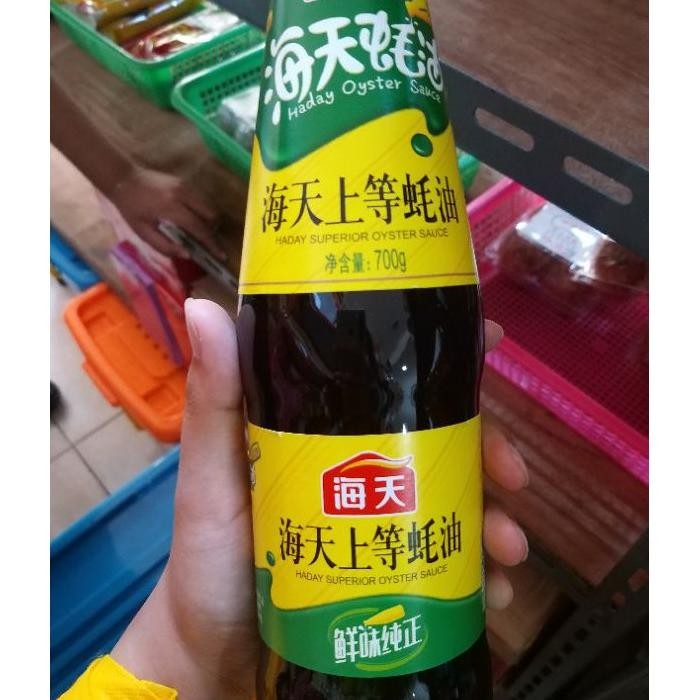 海天蚝油
Haday Oyster Sauce
海天上等蚝油
HADAY SUPERIOR OYSTER SAUCE
净含量：700g
海天
海天上等蚝油
HADAY SUPERIOR OYSTER SAUCE
鲜味纯正